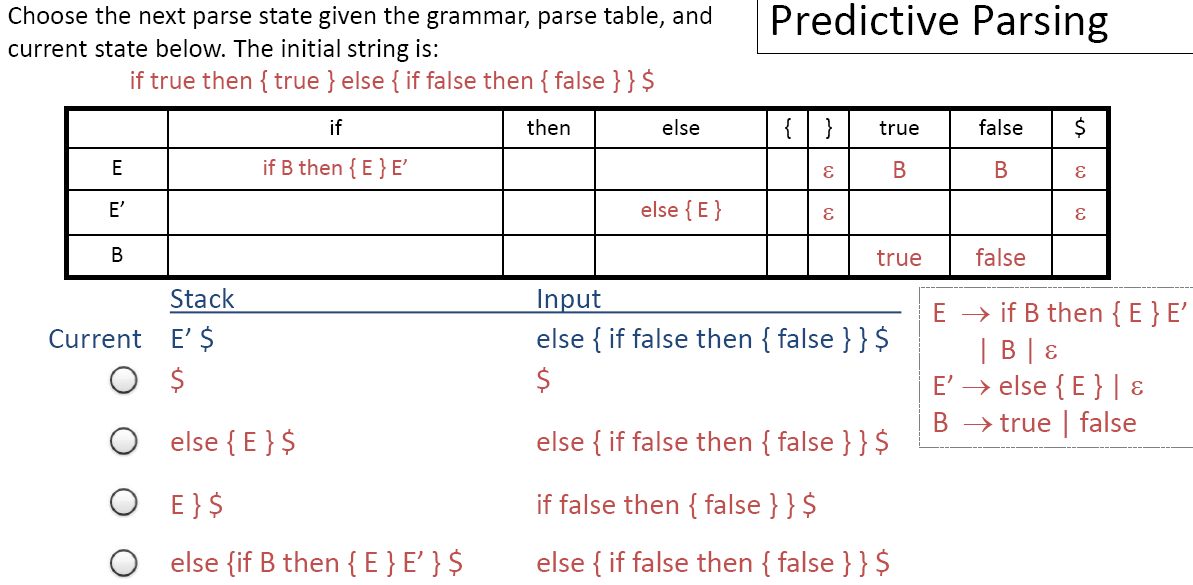 Choose the next parse state given the grammar, parse table, and
current state below. The initial string is:
if true then { true } else { if false then { false } } $
Predictive Parsing
if then else { } true false $
E if B then { E } E’ ε B B ε
E’ else { E } ε ε
B true false
Stack Input
Current E’ $ else { if false then { false } } $
$ $
else { E } $ else { if false then { false } } $
E } $ if false then { false } } $
else {if B then { E } E’ } $ else { if false then { false } } $
E → if B then { E } E’
| B | ε
E’ → else { E } | ε
B → true | false